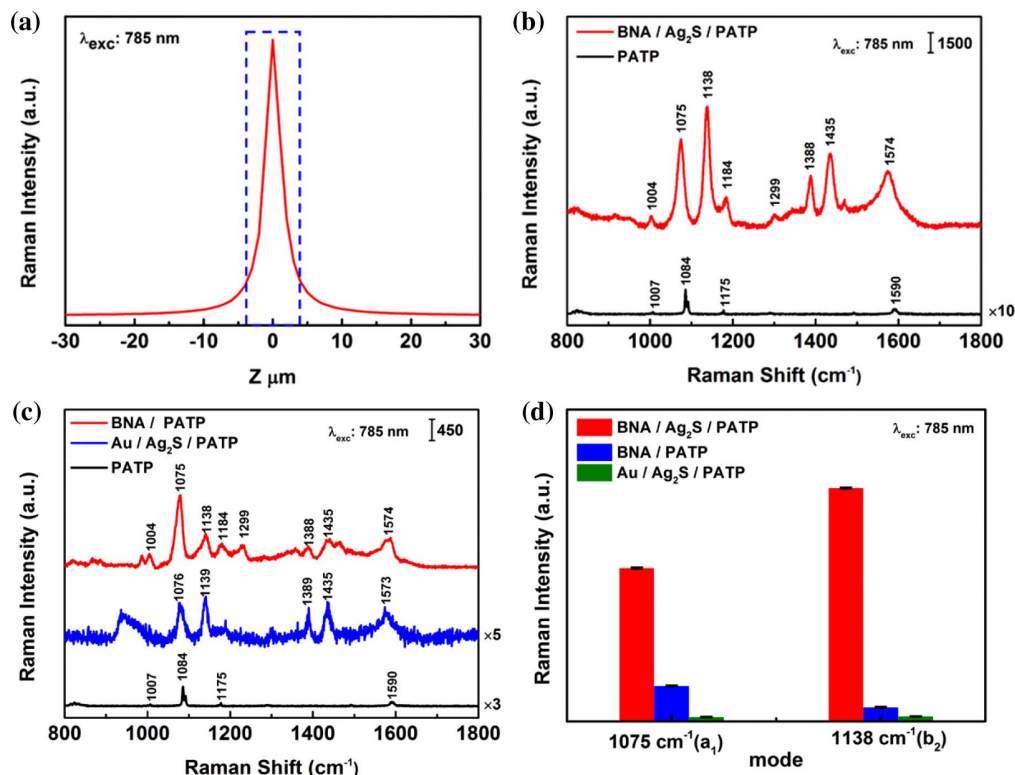 (a)
λexc: 785 nm
Raman Intensity (a.u.)
-30 -20 -10 0 10 20 30
Z μm
(b)
BNA / Ag₂S / PATP
PATP
λexc: 785 nm
1500
1004
1075
1138
1184
1299
1388
1435
1574
1007
1084
1175
1590
×10
Raman Intensity (a.u.)
800 1000 1200 1400 1600 1800
Raman Shift (cm⁻¹)
(c)
BNA / PATP
Au / Ag₂S / PATP
PATP
λexc: 785 nm
450
1004
1075
1138
1184
1299
1388
1435
1574
1076
1139
1389
1435
1573
×5
1007
1084
1175
1590
×3
Raman Intensity (a.u.)
800 1000 1200 1400 1600 1800
Raman Shift (cm⁻¹)
(d)
BNA / Ag₂S / PATP
BNA / PATP
Au / Ag₂S / PATP
λexc: 785 nm
Raman Intensity (a.u.)
1075 cm⁻¹(a₁)
1138 cm⁻¹(b₂)
mode